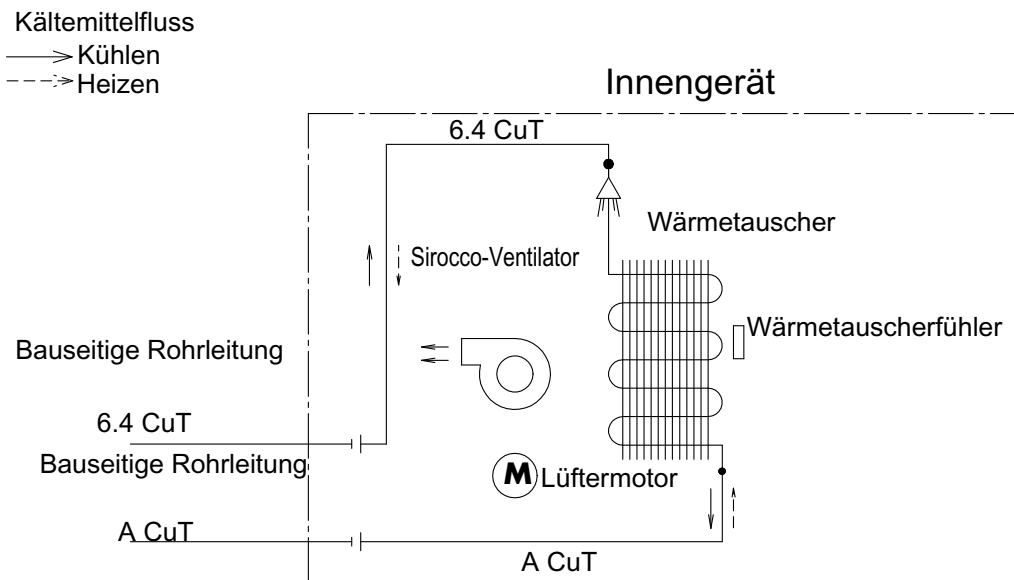 Kältemittelfluss
Kühlen
Heizen
Innengerät
6.4 CuT
Wärmetauscher
Sirocco-Ventilator
Wärmetauscherfühler
Bauseitige Rohrleitung
6.4 CuT
Bauseitige Rohrleitung
M Lüftermotor
A CuT
A CuT